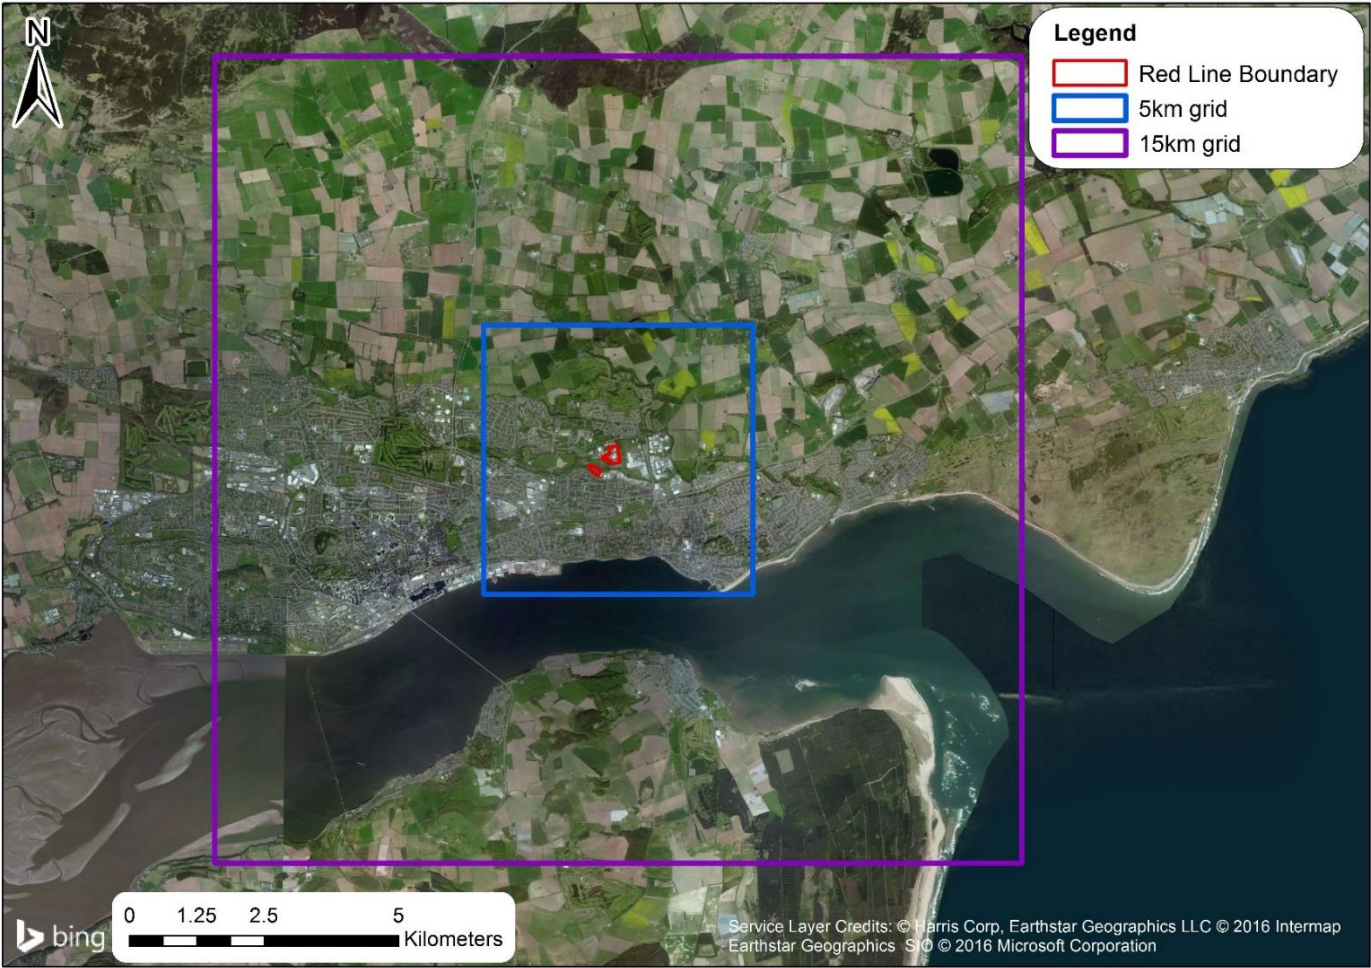 N
Legend
Red Line Boundary
5km grid
15km grid
0 1.25 2.5 5
Kilometers
bing
Service Layer Credits: © Harris Corp, Earthstar Geographics LLC © 2016 Intermap
Earthstar Geographics SIO © 2016 Microsoft Corporation